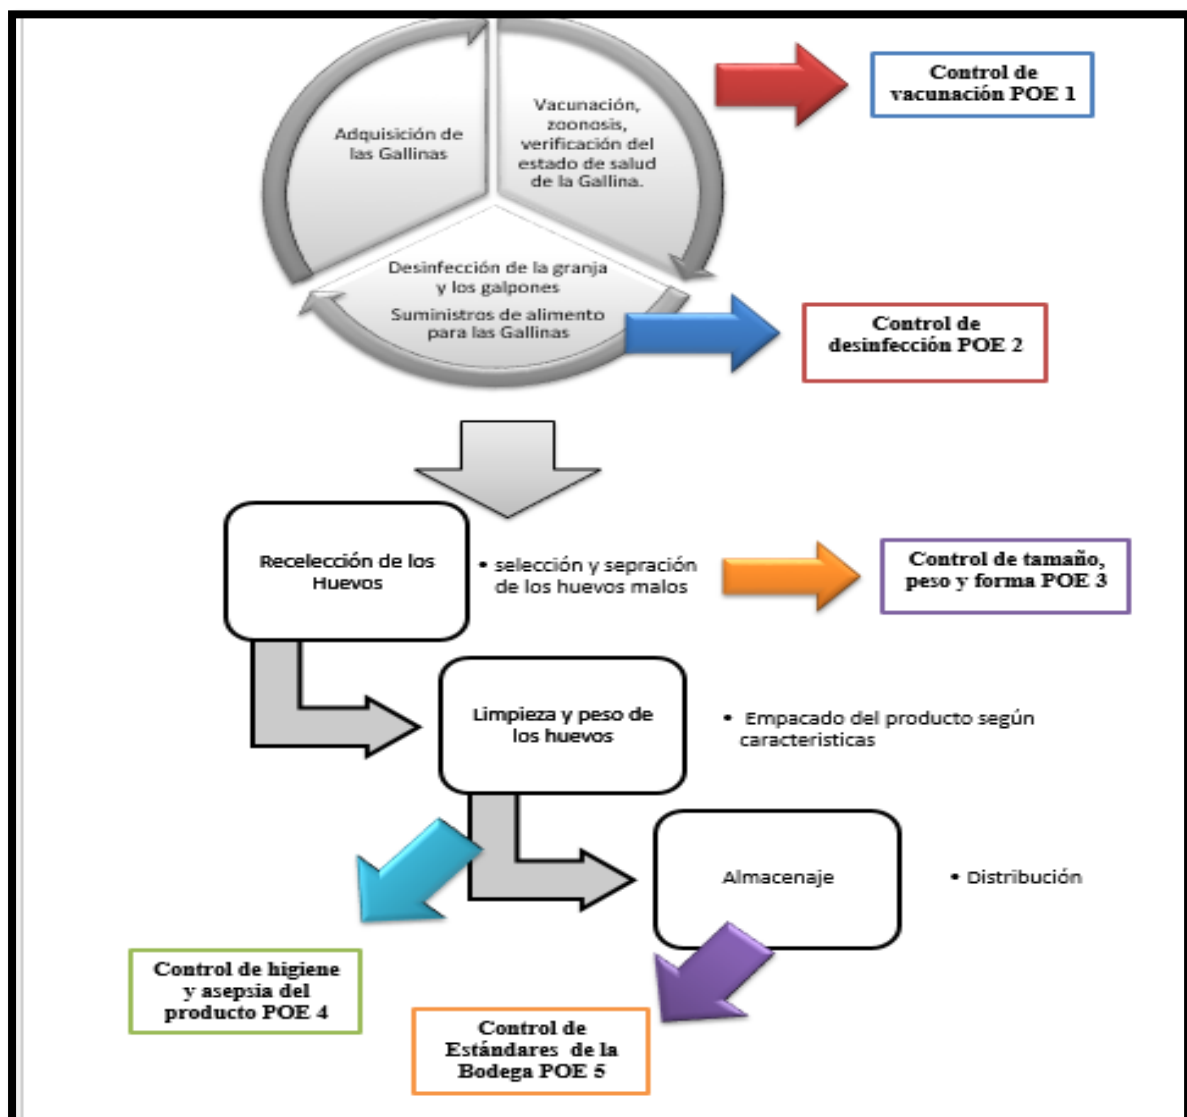 Adquisición de
las Gallinas
Vacunación,
zoonosis,
verificación del
estado de salud
de la Gallina.
Control de
vacunación POE 1
Desinfección de la granja
y los galpones
Suministros de alimento
para las Gallinas
Control de
desinfección POE 2
Recelección de los
Huevos
• selección y sepración
de los huevos malos
Control de tamaño,
peso y forma POE 3
Limpieza y peso de
los huevos
• Empacado del producto según
caracteristicas
Almacenaje
• Distribución
Control de higiene
y asepsia del
producto POE 4
Control de
Estándares de la
Bodega POE 5